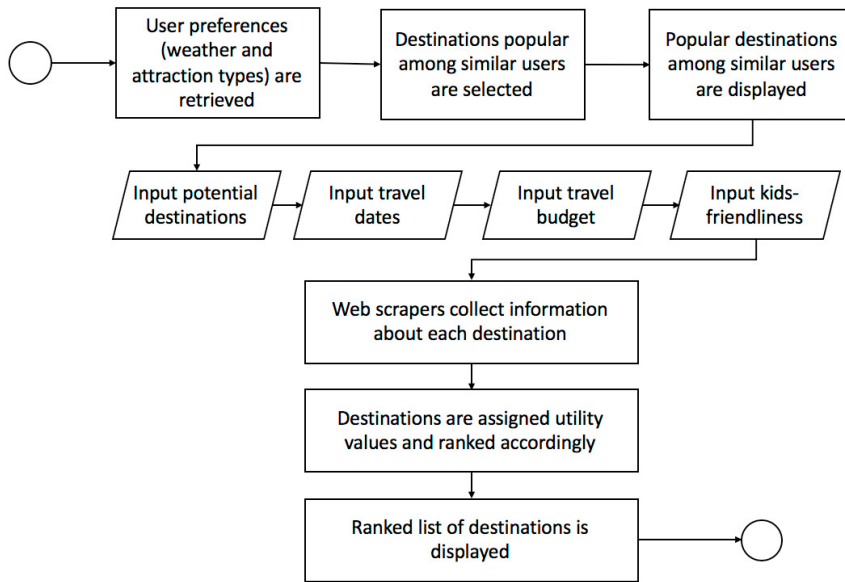 User preferences
(weather and
attraction types) are
retrieved
Destinations popular
among similar users
are selected
Popular destinations
among similar users
are displayed
Input potential
destinations
Input travel
dates
Input travel
budget
Input kids-
friendliness
Web scrapers collect information
about each destination
Destinations are assigned utility
values and ranked accordingly
Ranked list of destinations is
displayed